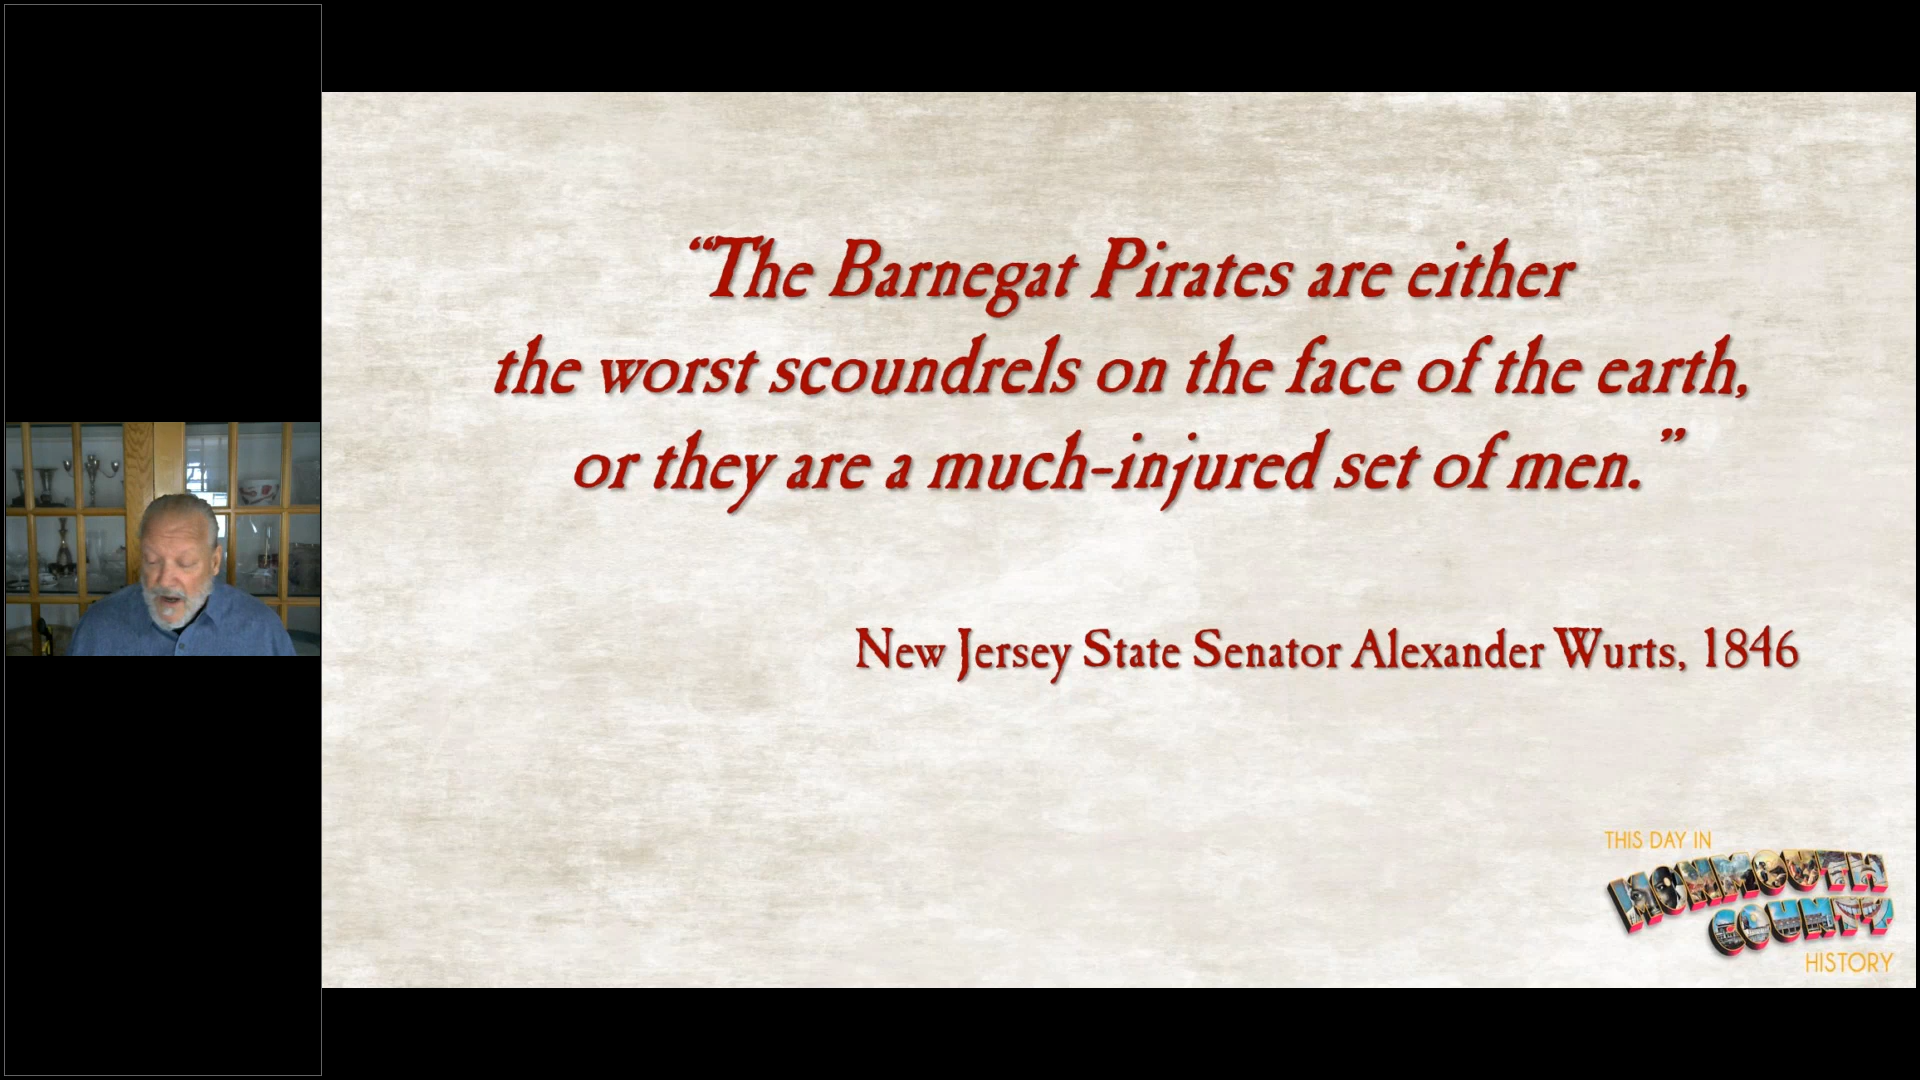 “The Barnegat Pirates are either
the worst scoundrels on the face of the earth,
or they are a much-injured set of men.”
New Jersey State Senator Alexander Wurts, 1846
THIS DAY IN
MONMOUTH
COUNTY
HISTORY